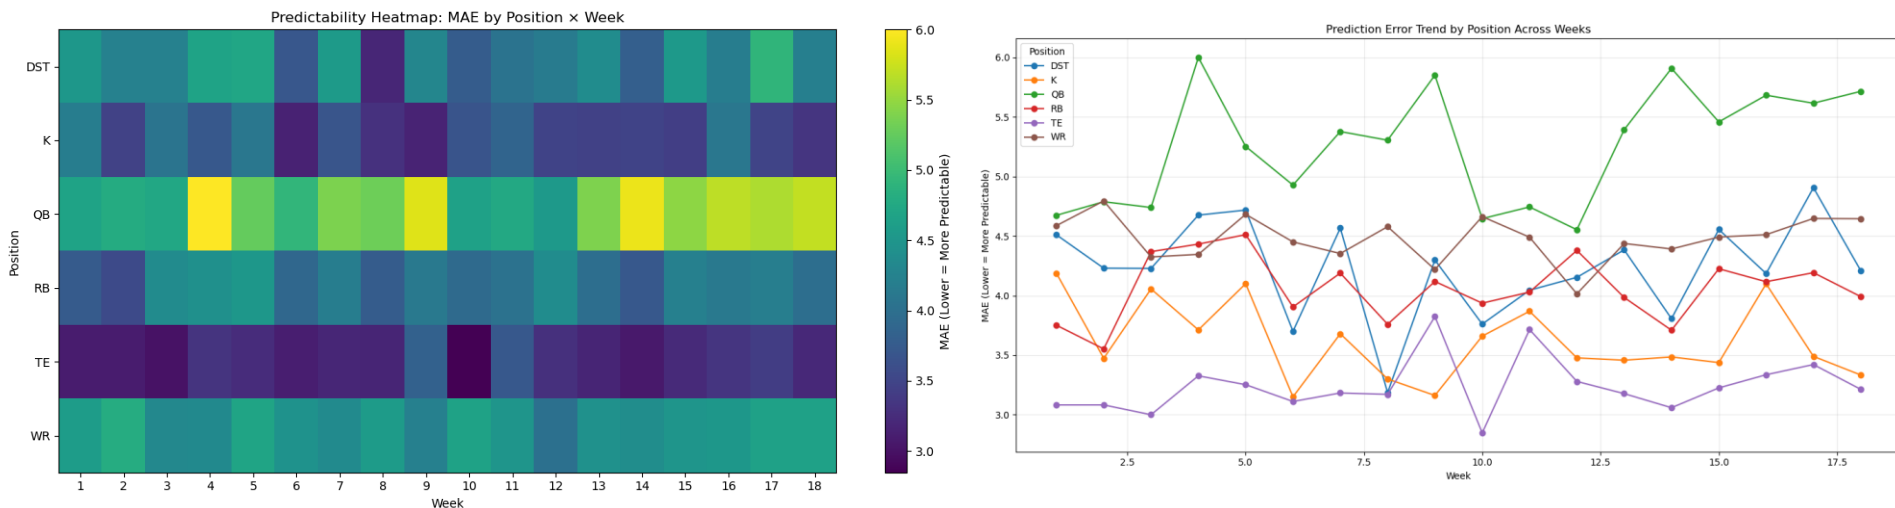 Predictability Heatmap: MAE by Position × Week
DST
K
QB
RB
TE
WR
Position
1 2 3 4 5 6 7 8 9 10 11 12 13 14 15 16 17 18
Week
6.0
5.5
5.0
4.5
4.0
3.5
3.0
MAE (Lower = More Predictable)
Prediction Error Trend by Position Across Weeks
Position
DST
K
QB
RB
TE
WR
6.0
5.5
5.0
4.5
4.0
3.5
3.0
MAE (Lower = More Predictable)
2.5 5.0 7.5 10.0 12.5 15.0 17.5
Week